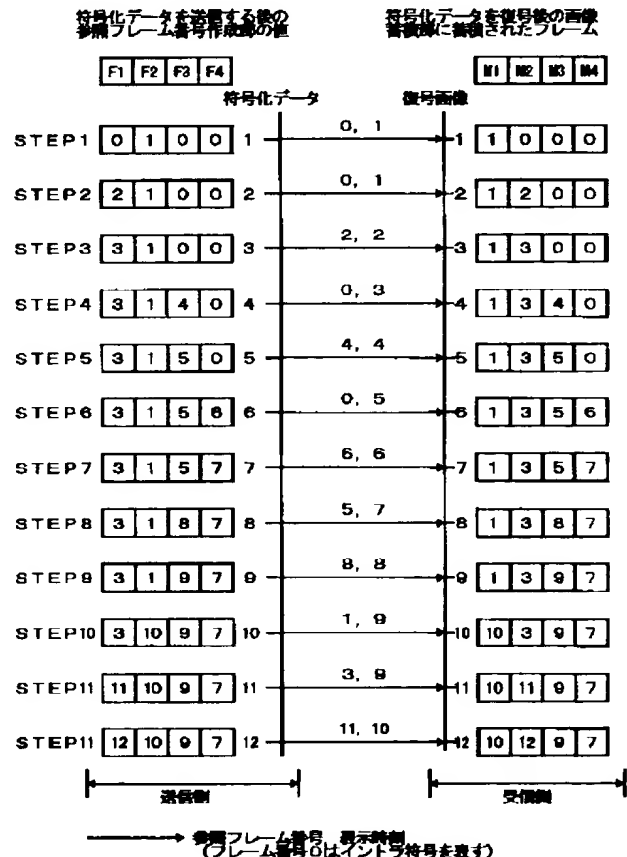 符号化データを送信する後の
参照フレーム番号作成部の値
符号化データを復号後の画像
蓄積部に蓄積されたフレーム
F1 F2 F3 F4
M1 M2 M3 M4
符号化データ 復号画像
STEP1 0 1 0 0 1 0, 1 1 1 0 0 0
STEP2 2 1 0 0 2 0, 1 2 1 2 0 0
STEP3 3 1 0 0 3 2, 2 3 1 3 0 0
STEP4 3 1 4 0 4 0, 3 4 1 3 4 0
STEP5 3 1 5 0 5 4, 4 5 1 3 5 0
STEP6 3 1 5 6 6 0, 5 6 1 3 5 6
STEP7 3 1 5 7 7 6, 6 7 1 3 5 7
STEP8 3 1 8 7 8 5, 7 8 1 3 8 7
STEP9 3 1 9 7 9 8, 8 9 1 3 9 7
STEP10 3 10 9 7 10 1, 9 10 10 3 9 7
STEP11 11 10 9 7 11 3, 9 11 10 11 9 7
STEP11 12 10 9 7 12 11, 10 12 10 12 9 7
送信側 受信側
参照フレーム番号 表示時刻
(フレーム番号0はイントラ符号を表す)